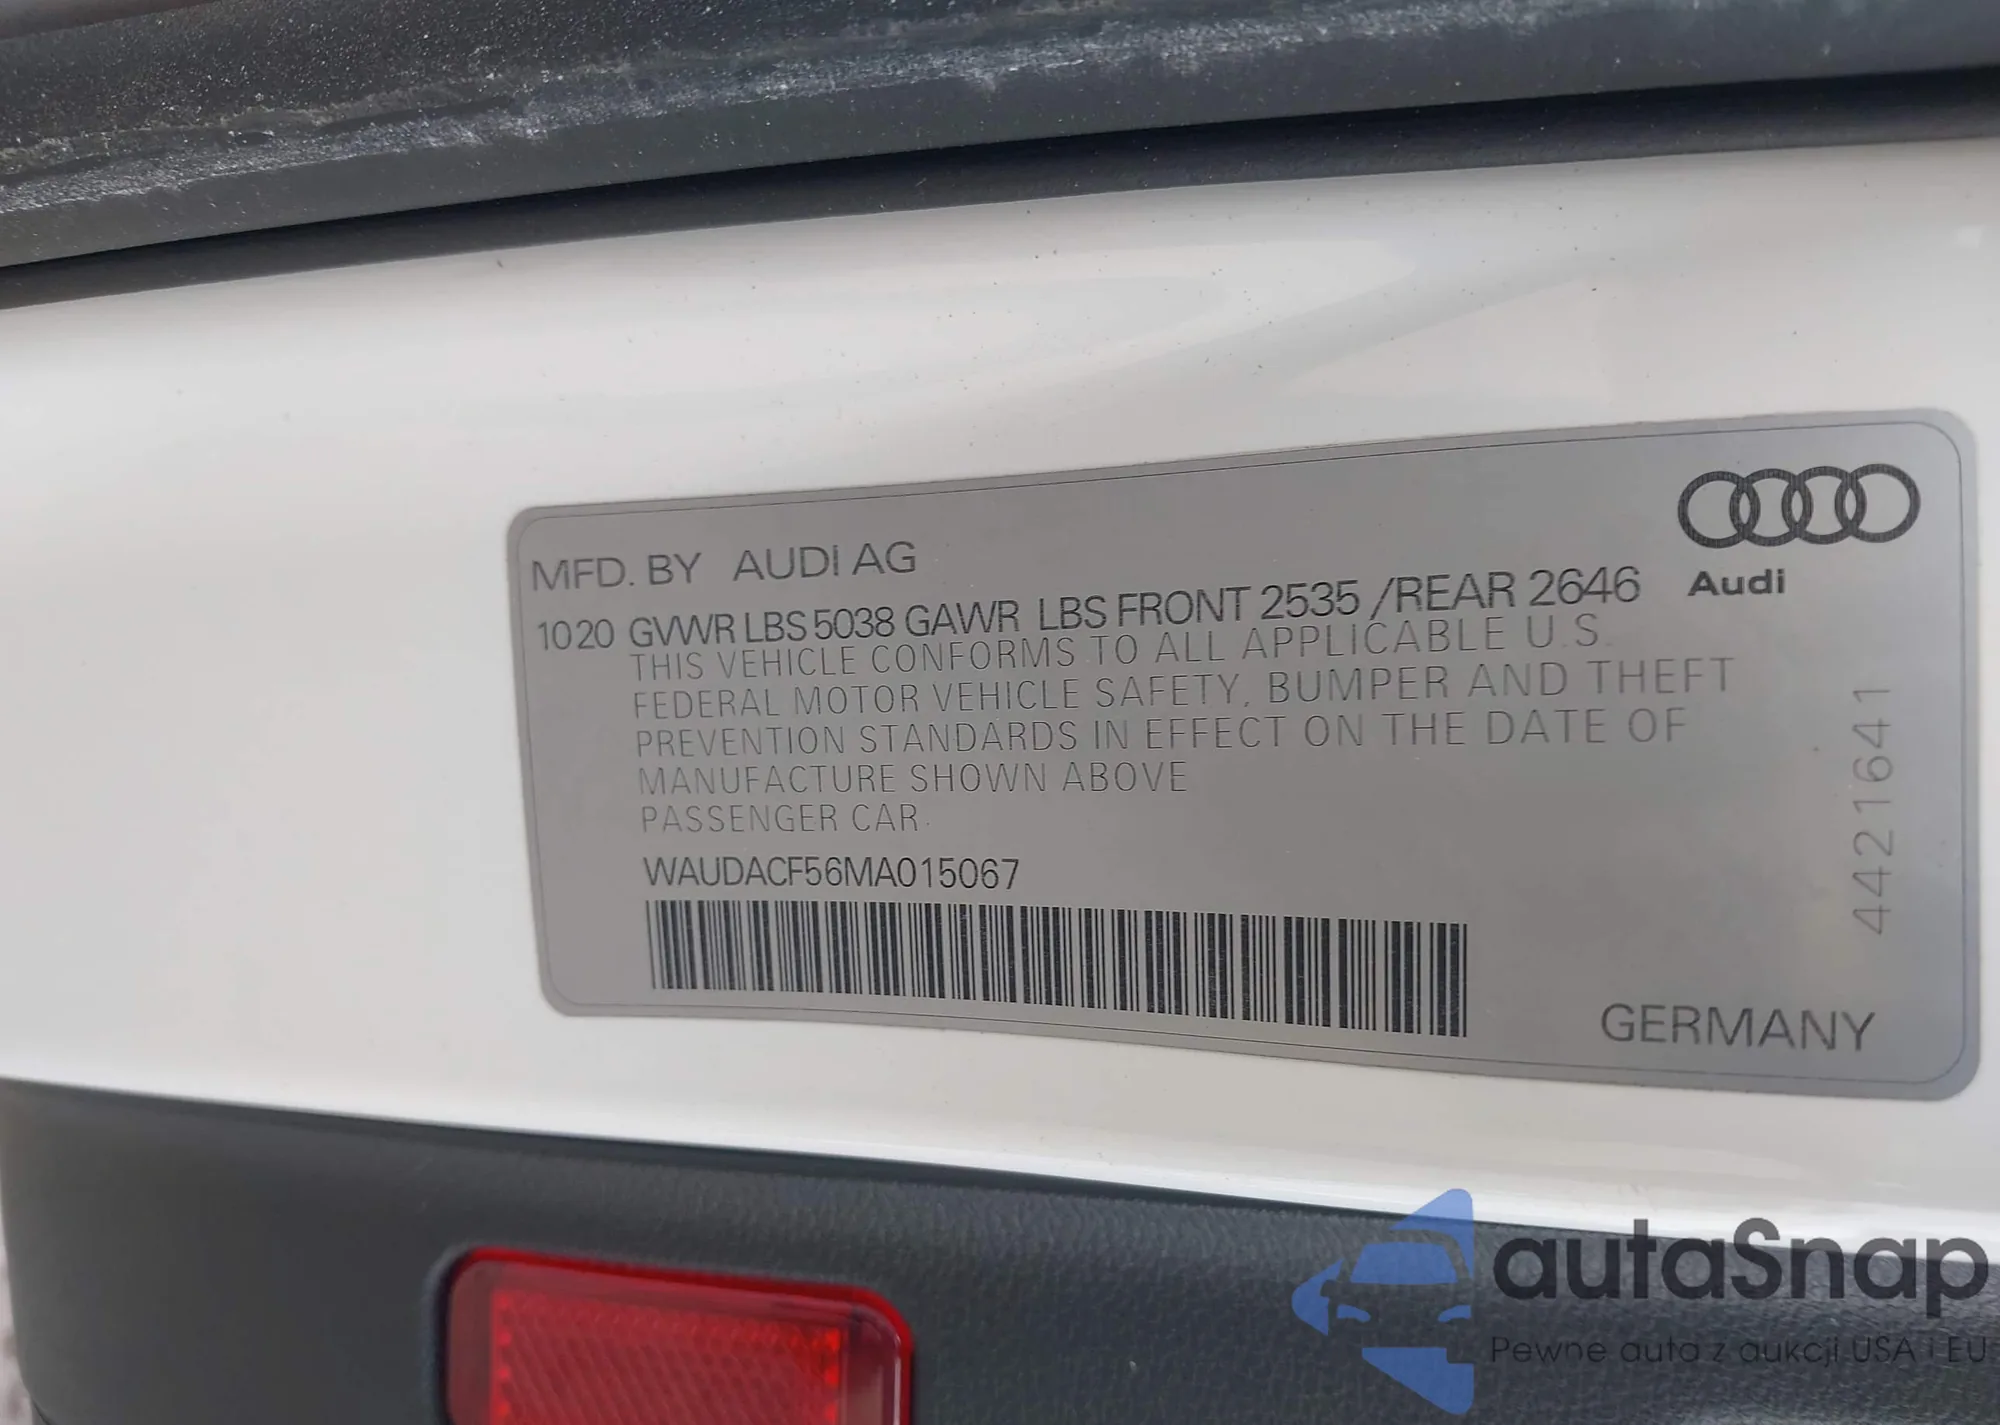 MFD. BY AUDI AG
1020 GVWR LBS 5038 GAWR LBS FRONT 2535 /REAR 2646
THIS VEHICLE CONFORMS TO ALL APPLICABLE U.S.
FEDERAL MOTOR VEHICLE SAFETY, BUMPER AND THEFT
PREVENTION STANDARDS IN EFFECT ON THE DATE OF
MANUFACTURE SHOWN ABOVE
PASSENGER CAR.
WAUDACF56MA015067
Audi
4421641
GERMANY
autaSnap
Pewne auta z aukcji USA i EU